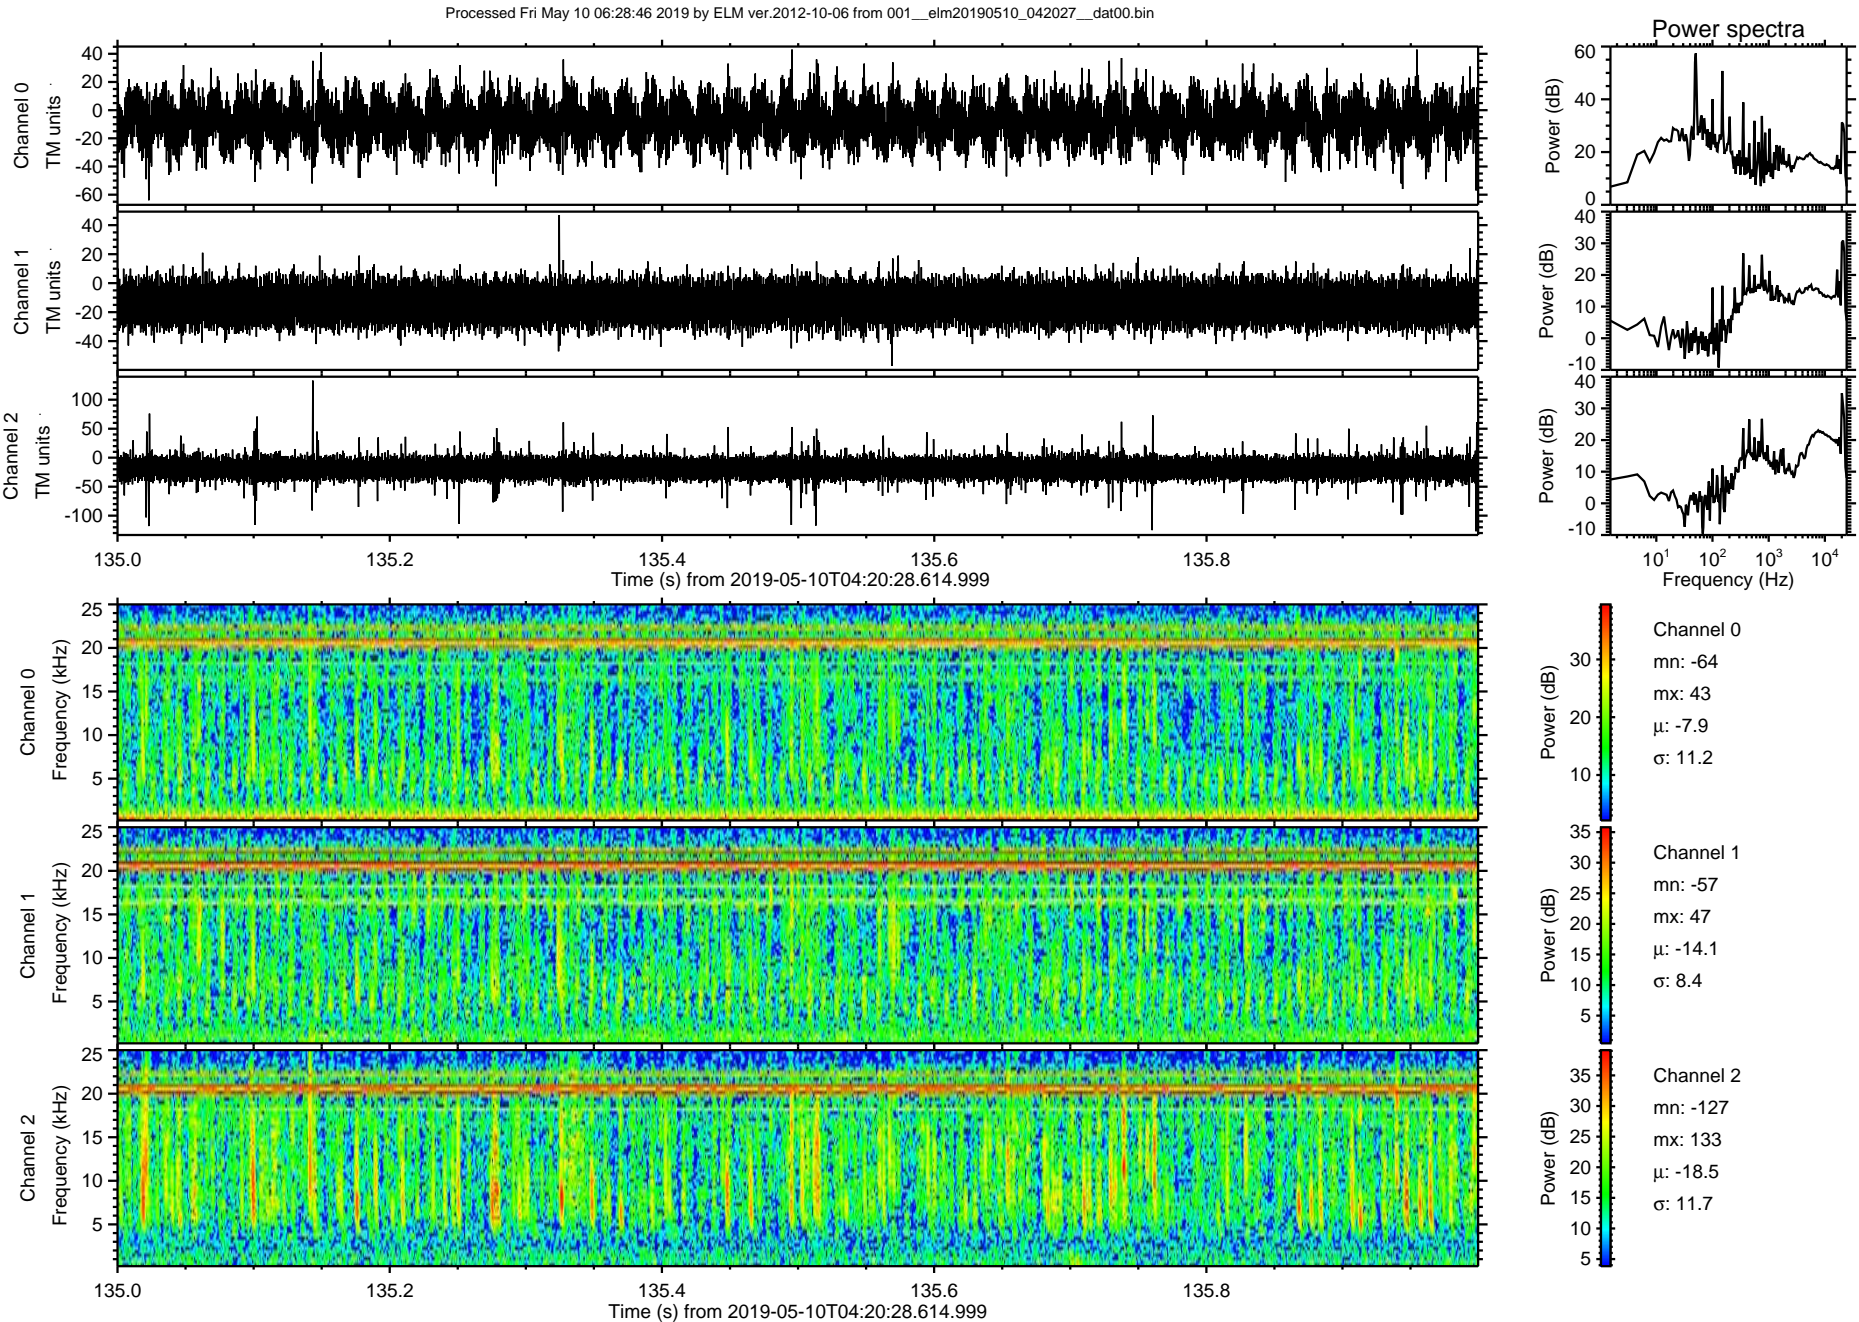 Processed Fri May 10 06:28:46 2019 by ELM ver.2012-10-06 from 001__elm20190510_042027__dat00.bin
Power spectra
Channel 0
TM units
40
20
0
-20
-40
-60
Power (dB)
60
40
20
0
Channel 1
TM units
40
20
0
-20
-40
Power (dB)
40
30
20
10
0
-10
Channel 2
TM units
100
50
0
-50
-100
Power (dB)
40
30
20
10
0
-10
135.0 135.2 135.4 135.6 135.8
Time (s) from 2019-05-10T04:20:28.614.999
10¹ 10² 10³ 10⁴
Frequency (Hz)
Channel 0
Frequency (kHz)
25
20
15
10
5
Power (dB)
30
20
10
Channel 0
mn: -64
mx: 43
μ: -7.9
σ: 11.2
Channel 1
Frequency (kHz)
25
20
15
10
5
Power (dB)
35
30
25
20
15
10
5
Channel 1
mn: -57
mx: 47
μ: -14.1
σ: 8.4
Channel 2
Frequency (kHz)
25
20
15
10
5
Power (dB)
35
30
25
20
15
10
5
Channel 2
mn: -127
mx: 133
μ: -18.5
σ: 11.7
135.0 135.2 135.4 135.6 135.8
Time (s) from 2019-05-10T04:20:28.614.999